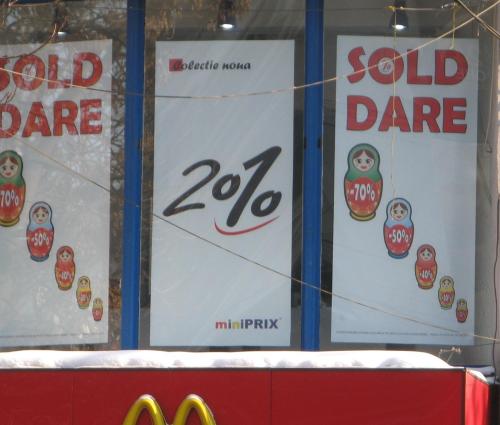 SOLD
DARE
-70%
-50%
Colectie noua
20%
miniPRIX
SOLD
DARE
-70%
-50%
-40%